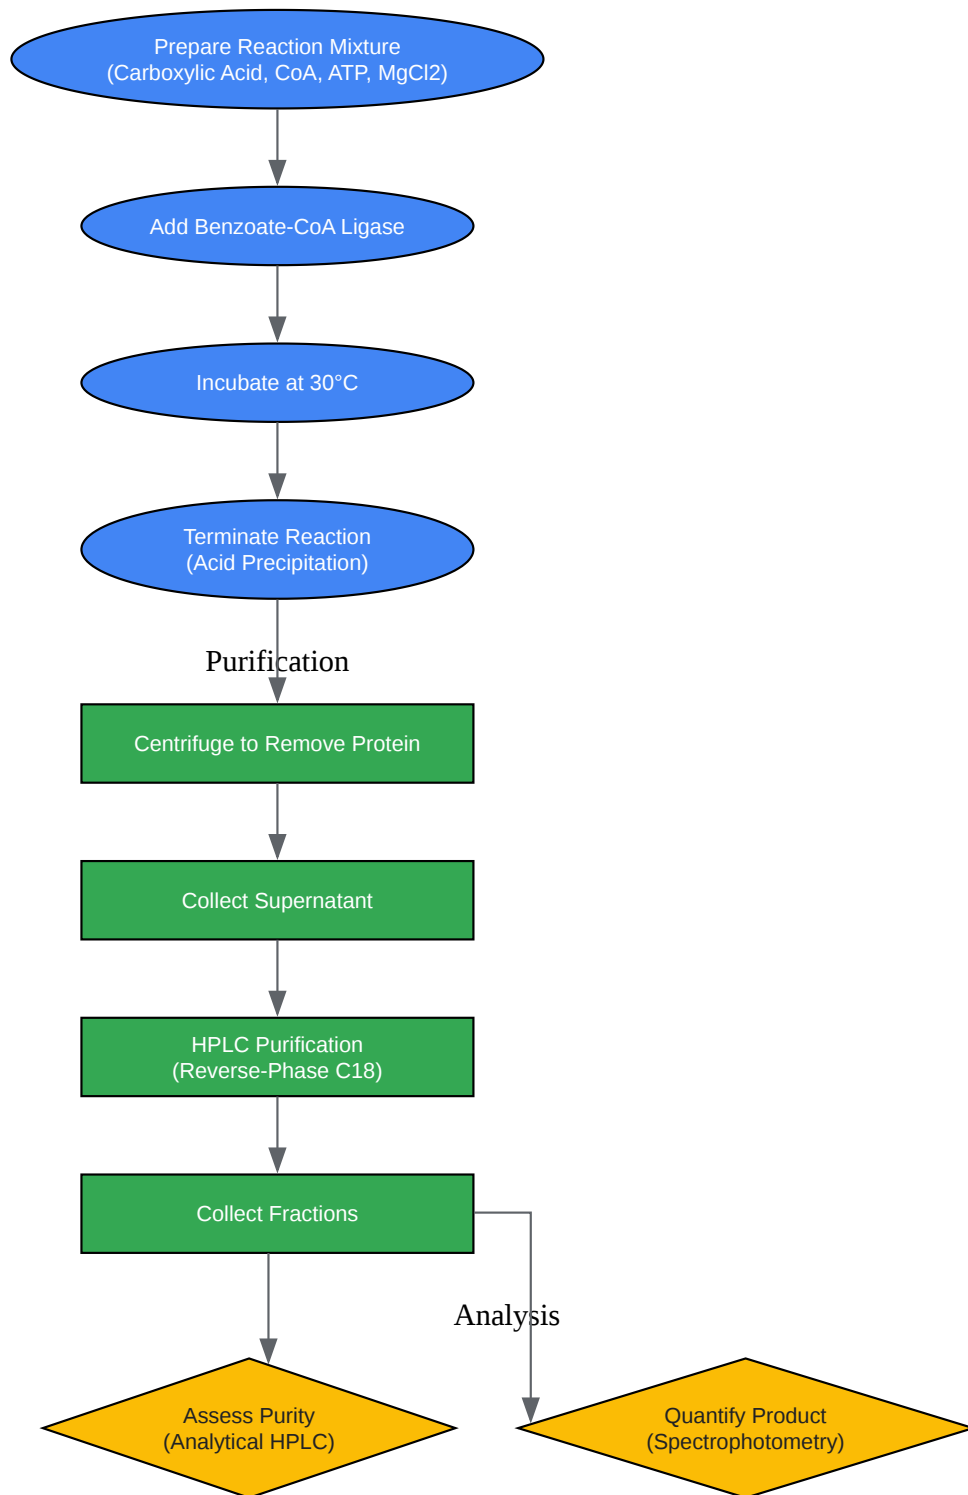 Prepare Reaction Mixture
(Carboxylic Acid, CoA, ATP, MgCl2)
Add Benzoate-CoA Ligase
Incubate at 30°C
Terminate Reaction
(Acid Precipitation)
Purification
Centrifuge to Remove Protein
Collect Supernatant
HPLC Purification
(Reverse-Phase C18)
Collect Fractions
Analysis
Assess Purity
(Analytical HPLC)
Quantify Product
(Spectrophotometry)